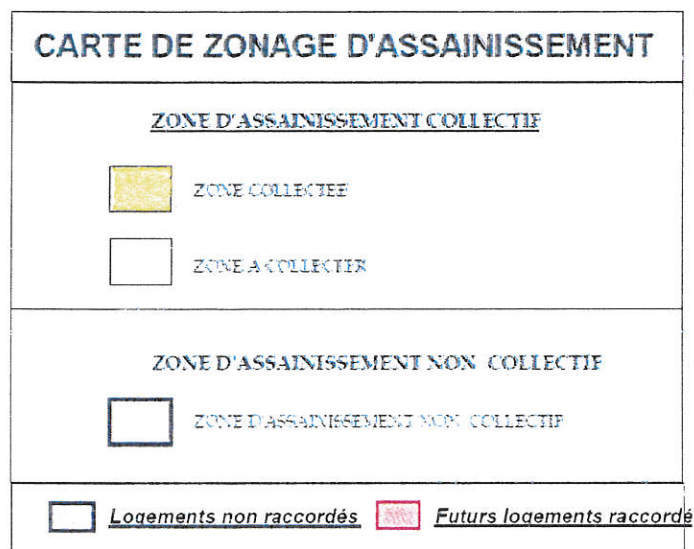 CARTE DE ZONAGE D'ASSAINISSEMENT
ZONE D'ASSAINISSEMENT COLLECTIF
ZONE COLLECTEE
ZONE A COLLECTER
ZONE D'ASSAINISSEMENT NON COLLECTIF
ZONE D'ASSAINISSEMENT NON COLLECTIF
Logements non raccordés Futurs logements raccordé